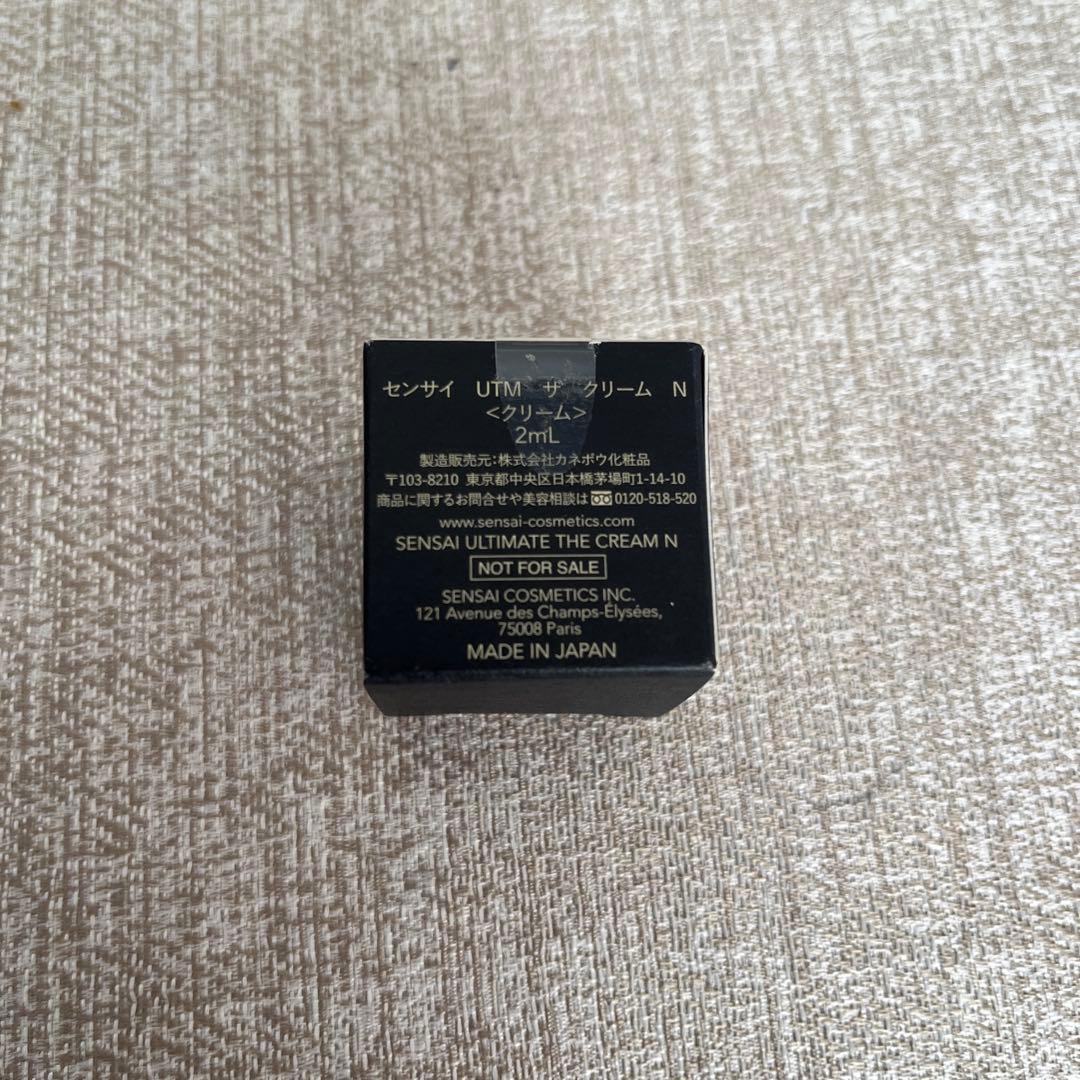 センサイ UTM ザ クリーム N
<クリーム>
2mL
製造販売元:株式会社カネボウ化粧品
〒103-8210 東京都中央区日本橋茅場町1-14-10
商品に関するお問合せや美容相談は 0120-518-520
www.sensai-cosmetics.com
SENSAI ULTIMATE THE CREAM N
NOT FOR SALE
SENSAI COSMETICS INC.
121 Avenue des Champs-Élysées,
75008 Paris
MADE IN JAPAN